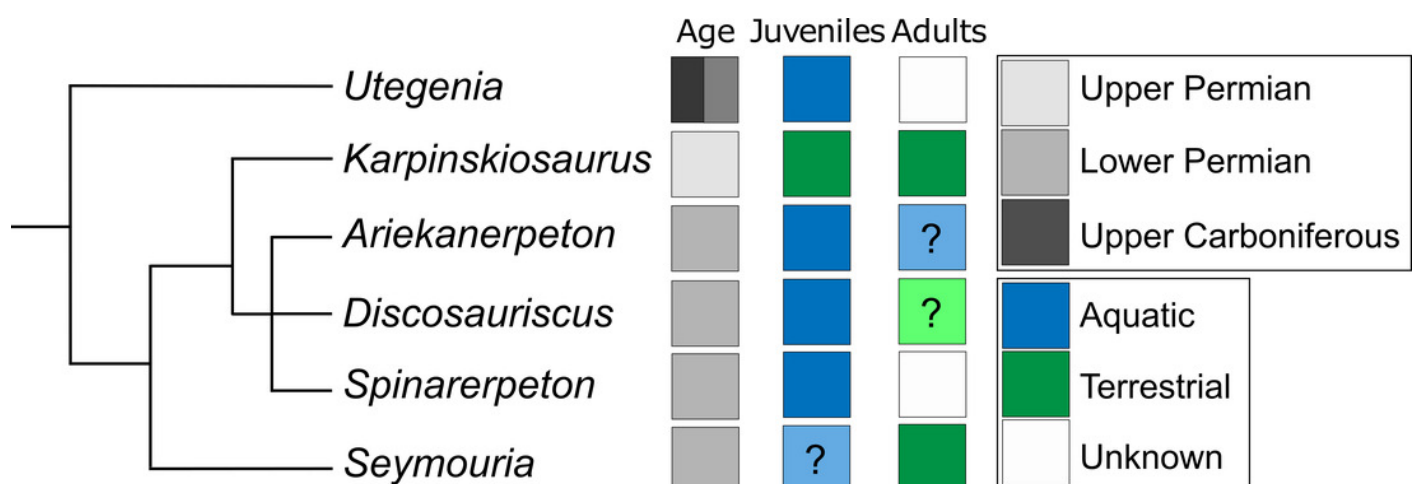 Age Juveniles Adults
Utegenia Upper Permian
Karpinskiosaurus Lower Permian
Ariekanerpeton ? Upper Carboniferous
Discosauriscus ? Aquatic
Spinarerpeton Terrestrial
Seymouria ? Unknown